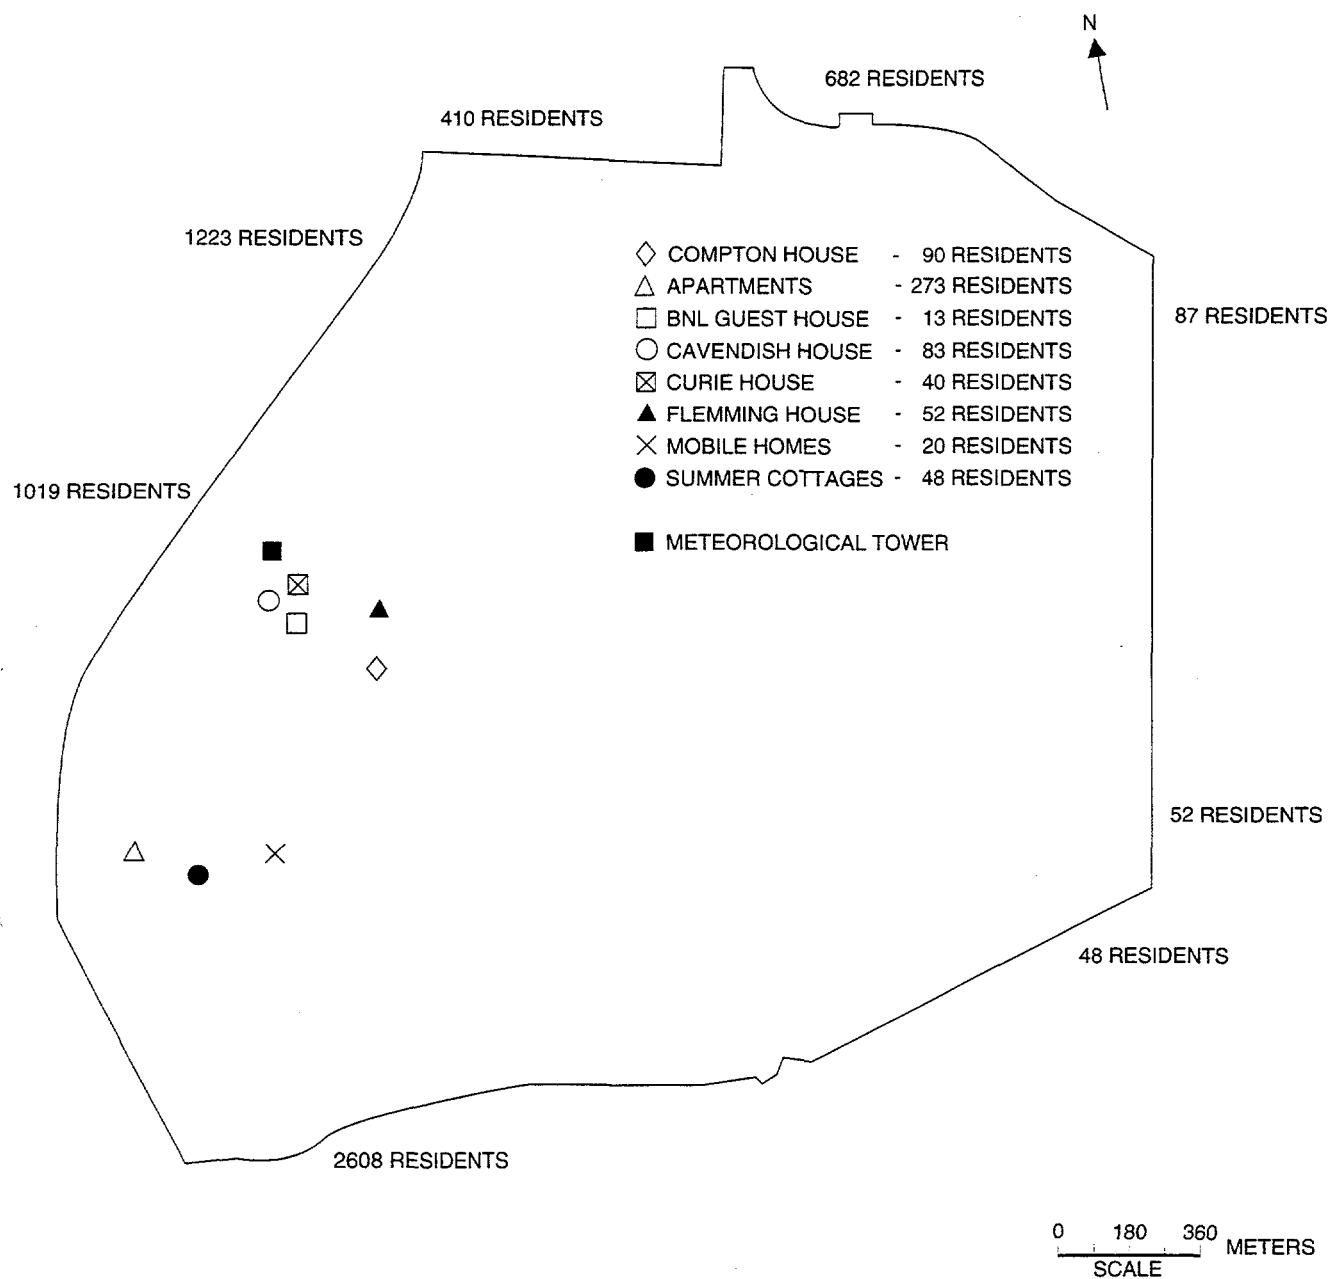 N
682 RESIDENTS
410 RESIDENTS
1223 RESIDENTS
COMPTON HOUSE - 90 RESIDENTS
APARTMENTS - 273 RESIDENTS
BNL GUEST HOUSE - 13 RESIDENTS
CAVENDISH HOUSE - 83 RESIDENTS
CURIE HOUSE - 40 RESIDENTS
FLEMMING HOUSE - 52 RESIDENTS
MOBILE HOMES - 20 RESIDENTS
SUMMER COTTAGES - 48 RESIDENTS
METEOROLOGICAL TOWER
87 RESIDENTS
1019 RESIDENTS
52 RESIDENTS
48 RESIDENTS
2608 RESIDENTS
0 180 360 METERS
SCALE